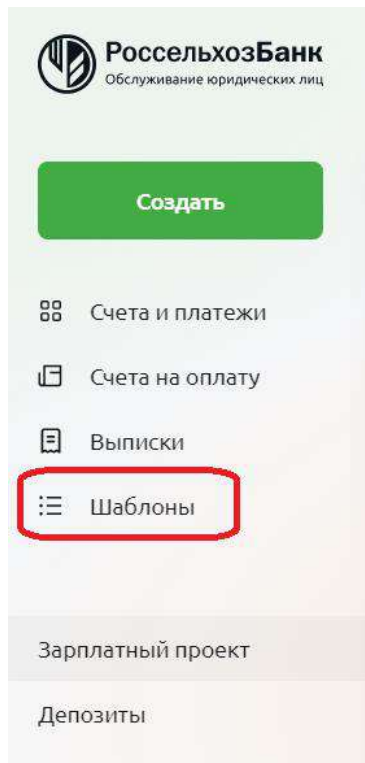 РоссельхозБанк
Обслуживание юридических лиц
Создать
Счета и платежи
Счета на оплату
Выписки
Шаблоны
Зарплатный проект
Депозиты